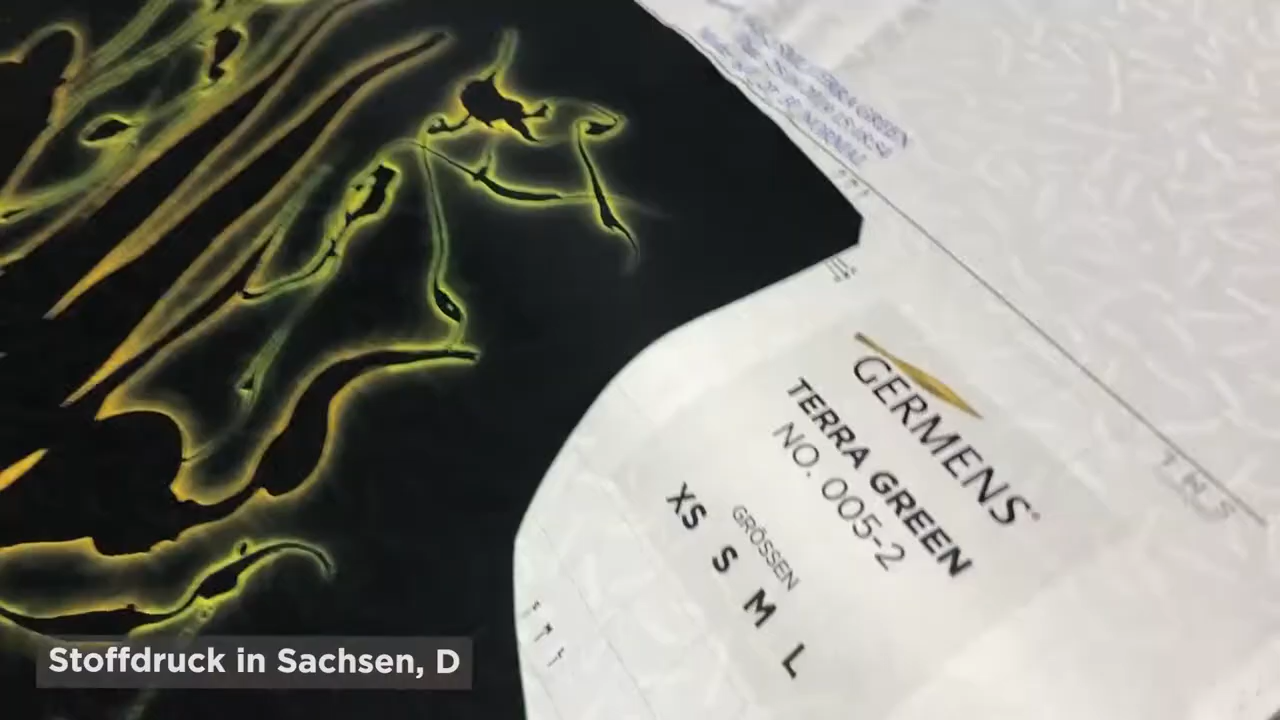 GERMENS®
TERRA GREEN
NO. 005-2
GRÖSSEN
XS S M L
Stoffdruck in Sachsen, D